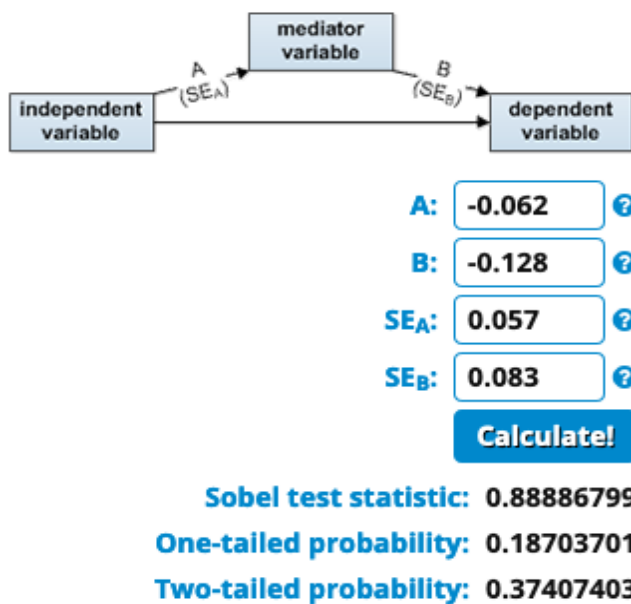 mediator
variable
A
(SEA)
B
(SEB)
independent
variable
dependent
variable
A: -0.062 ?
B: -0.128 ?
SEA: 0.057 ?
SEB: 0.083 ?
Calculate!
Sobel test statistic: 0.88886799
One-tailed probability: 0.18703701
Two-tailed probability: 0.37407403